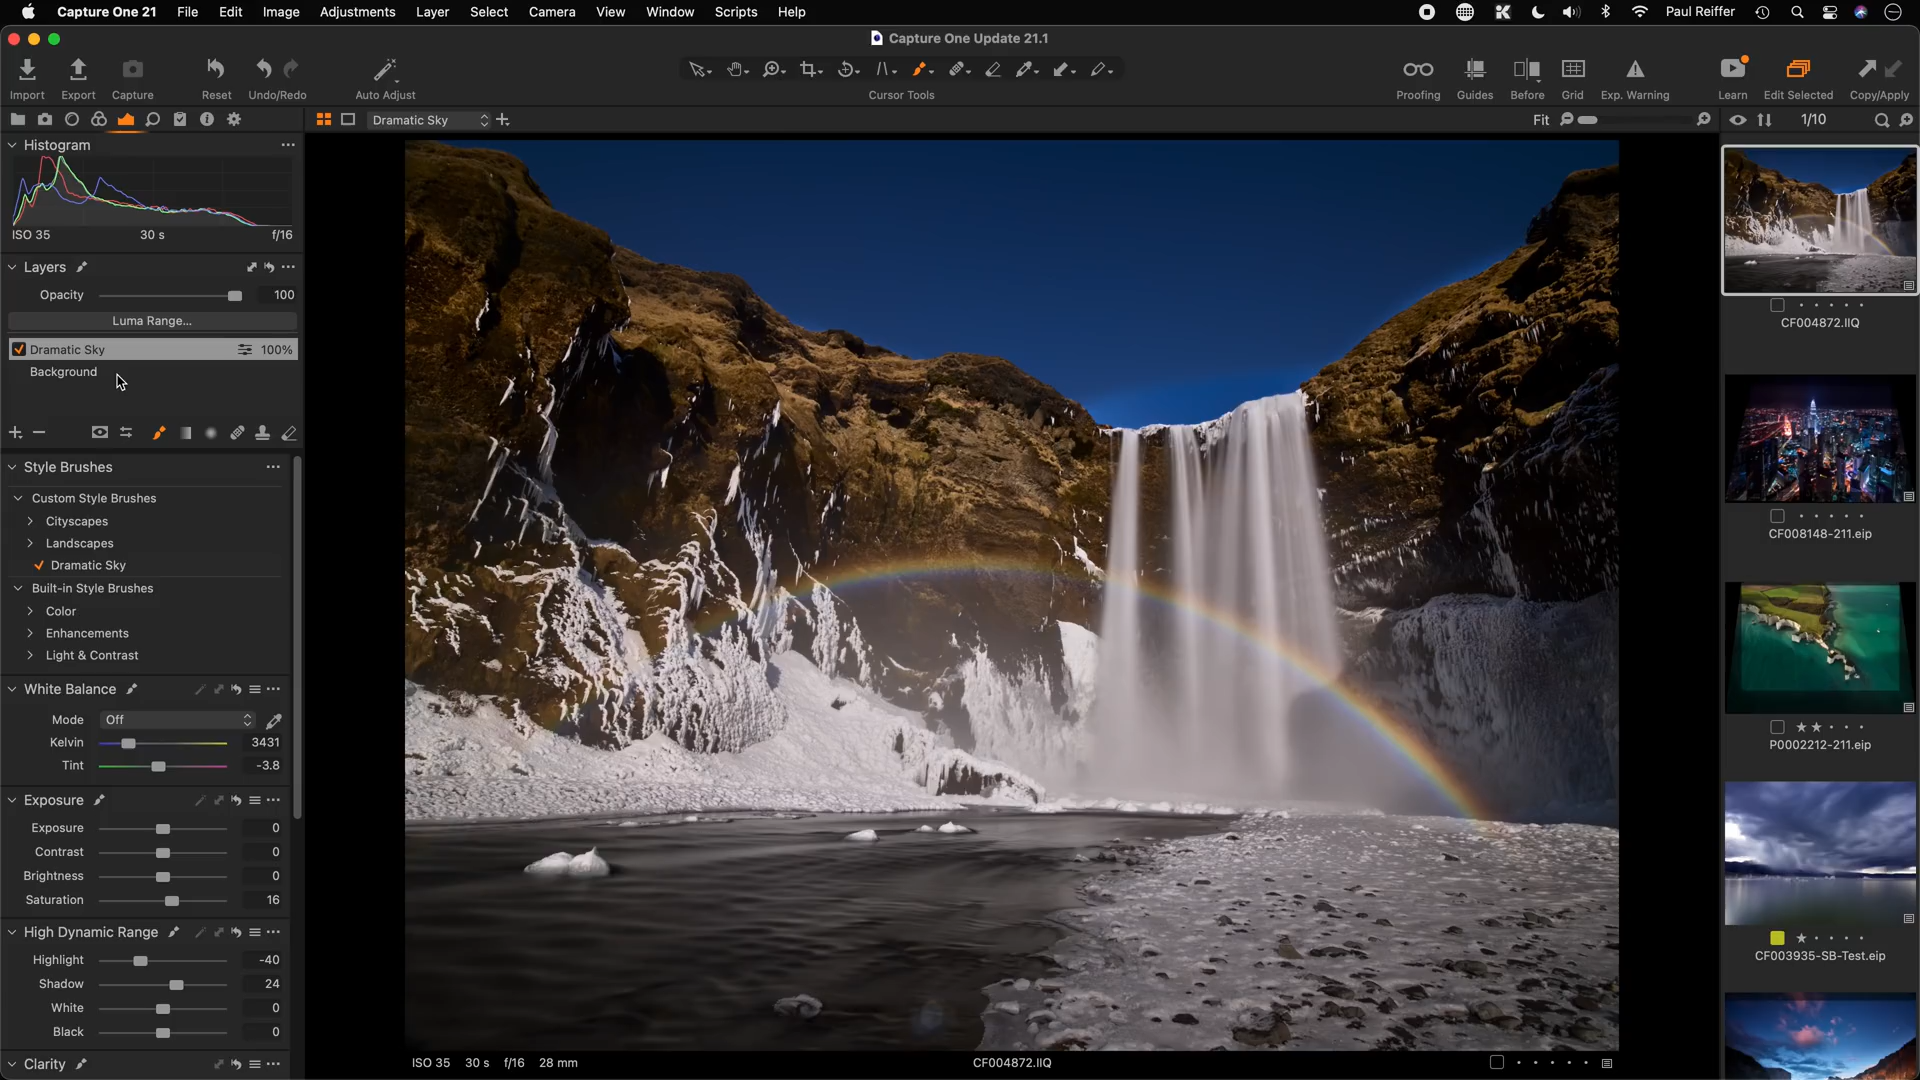 Capture One 21 File Edit Image Adjustments Layer Select Camera View Window Scripts Help Paul Reiffer
Capture One Update 21.1
Import Export Capture Reset Undo/Redo Auto Adjust Cursor Tools Proofing Guides Before Grid Exp. Warning Learn Edit Selected Copy/Apply
Dramatic Sky Fit 1/10
Histogram
ISO 35 30 s f/16
Layers
Opacity 100
Luma Range...
Dramatic Sky 100%
Background
Style Brushes
Custom Style Brushes
Cityscapes
Landscapes
Dramatic Sky
Built-in Style Brushes
Color
Enhancements
Light & Contrast
White Balance
Mode Off
Kelvin 3431
Tint -3.8
Exposure
Exposure 0
Contrast 0
Brightness 0
Saturation 16
High Dynamic Range
Highlight -40
Shadow 24
White 0
Black 0
Clarity
ISO 35 30 s f/16 28 mm CF004872.IIQ
CF004872.IIQ
CF008148-211.eip
P0002212-211.eip
CF003935-SB-Test.eip